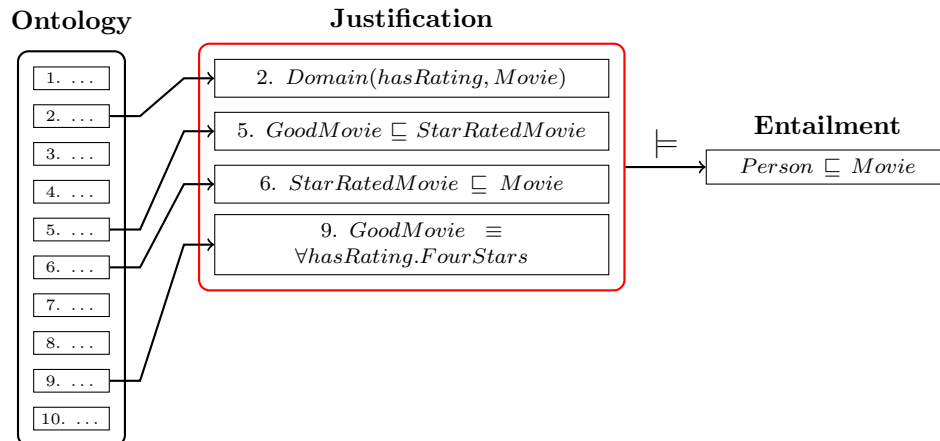 Ontology
1. ...
2. ...
3. ...
4. ...
5. ...
6. ...
7. ...
8. ...
9. ...
10. ...
Justification
2. Domain(hasRating, Movie)
5. GoodMovie ⊑ StarRatedMovie
6. StarRatedMovie ⊑ Movie
9. GoodMovie ≡
∀hasRating.FourStars
⊨
Entailment
Person ⊑ Movie